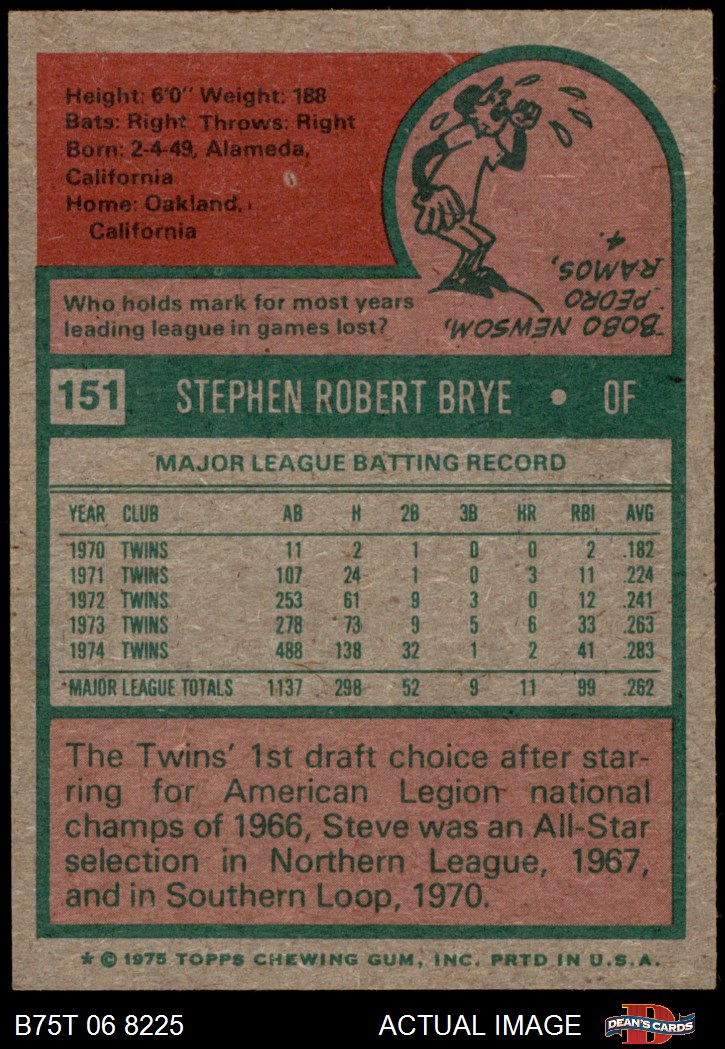 Height: 6'0" Weight: 188
Bats: Right Throws: Right
Born: 2-4-49, Alameda,
California
Home: Oakland,
California
Who holds mark for most years
leading league in games lost?
BOBO NEWSOM,
PEDRO
RAMOS,
4.
151 STEPHEN ROBERT BRYE • OF
MAJOR LEAGUE BATTING RECORD
YEAR CLUB AB H 2B 3B HR RBI AVG
1970 TWINS 11 2 1 0 0 2 .182
1971 TWINS 107 24 1 0 3 11 .224
1972 TWINS 253 61 9 3 0 12 .241
1973 TWINS 278 73 9 5 6 33 .263
1974 TWINS 488 138 32 1 2 41 .283
MAJOR LEAGUE TOTALS 1137 298 52 9 11 99 .262
The Twins' 1st draft choice after star-
ring for American Legion national
champs of 1966, Steve was an All-Star
selection in Northern League, 1967,
and in Southern Loop, 1970.
* © 1975 TOPPS CHEWING GUM, INC. PRTD IN U.S.A.
B75T 06 8225 ACTUAL IMAGE DEAN'S CARDS